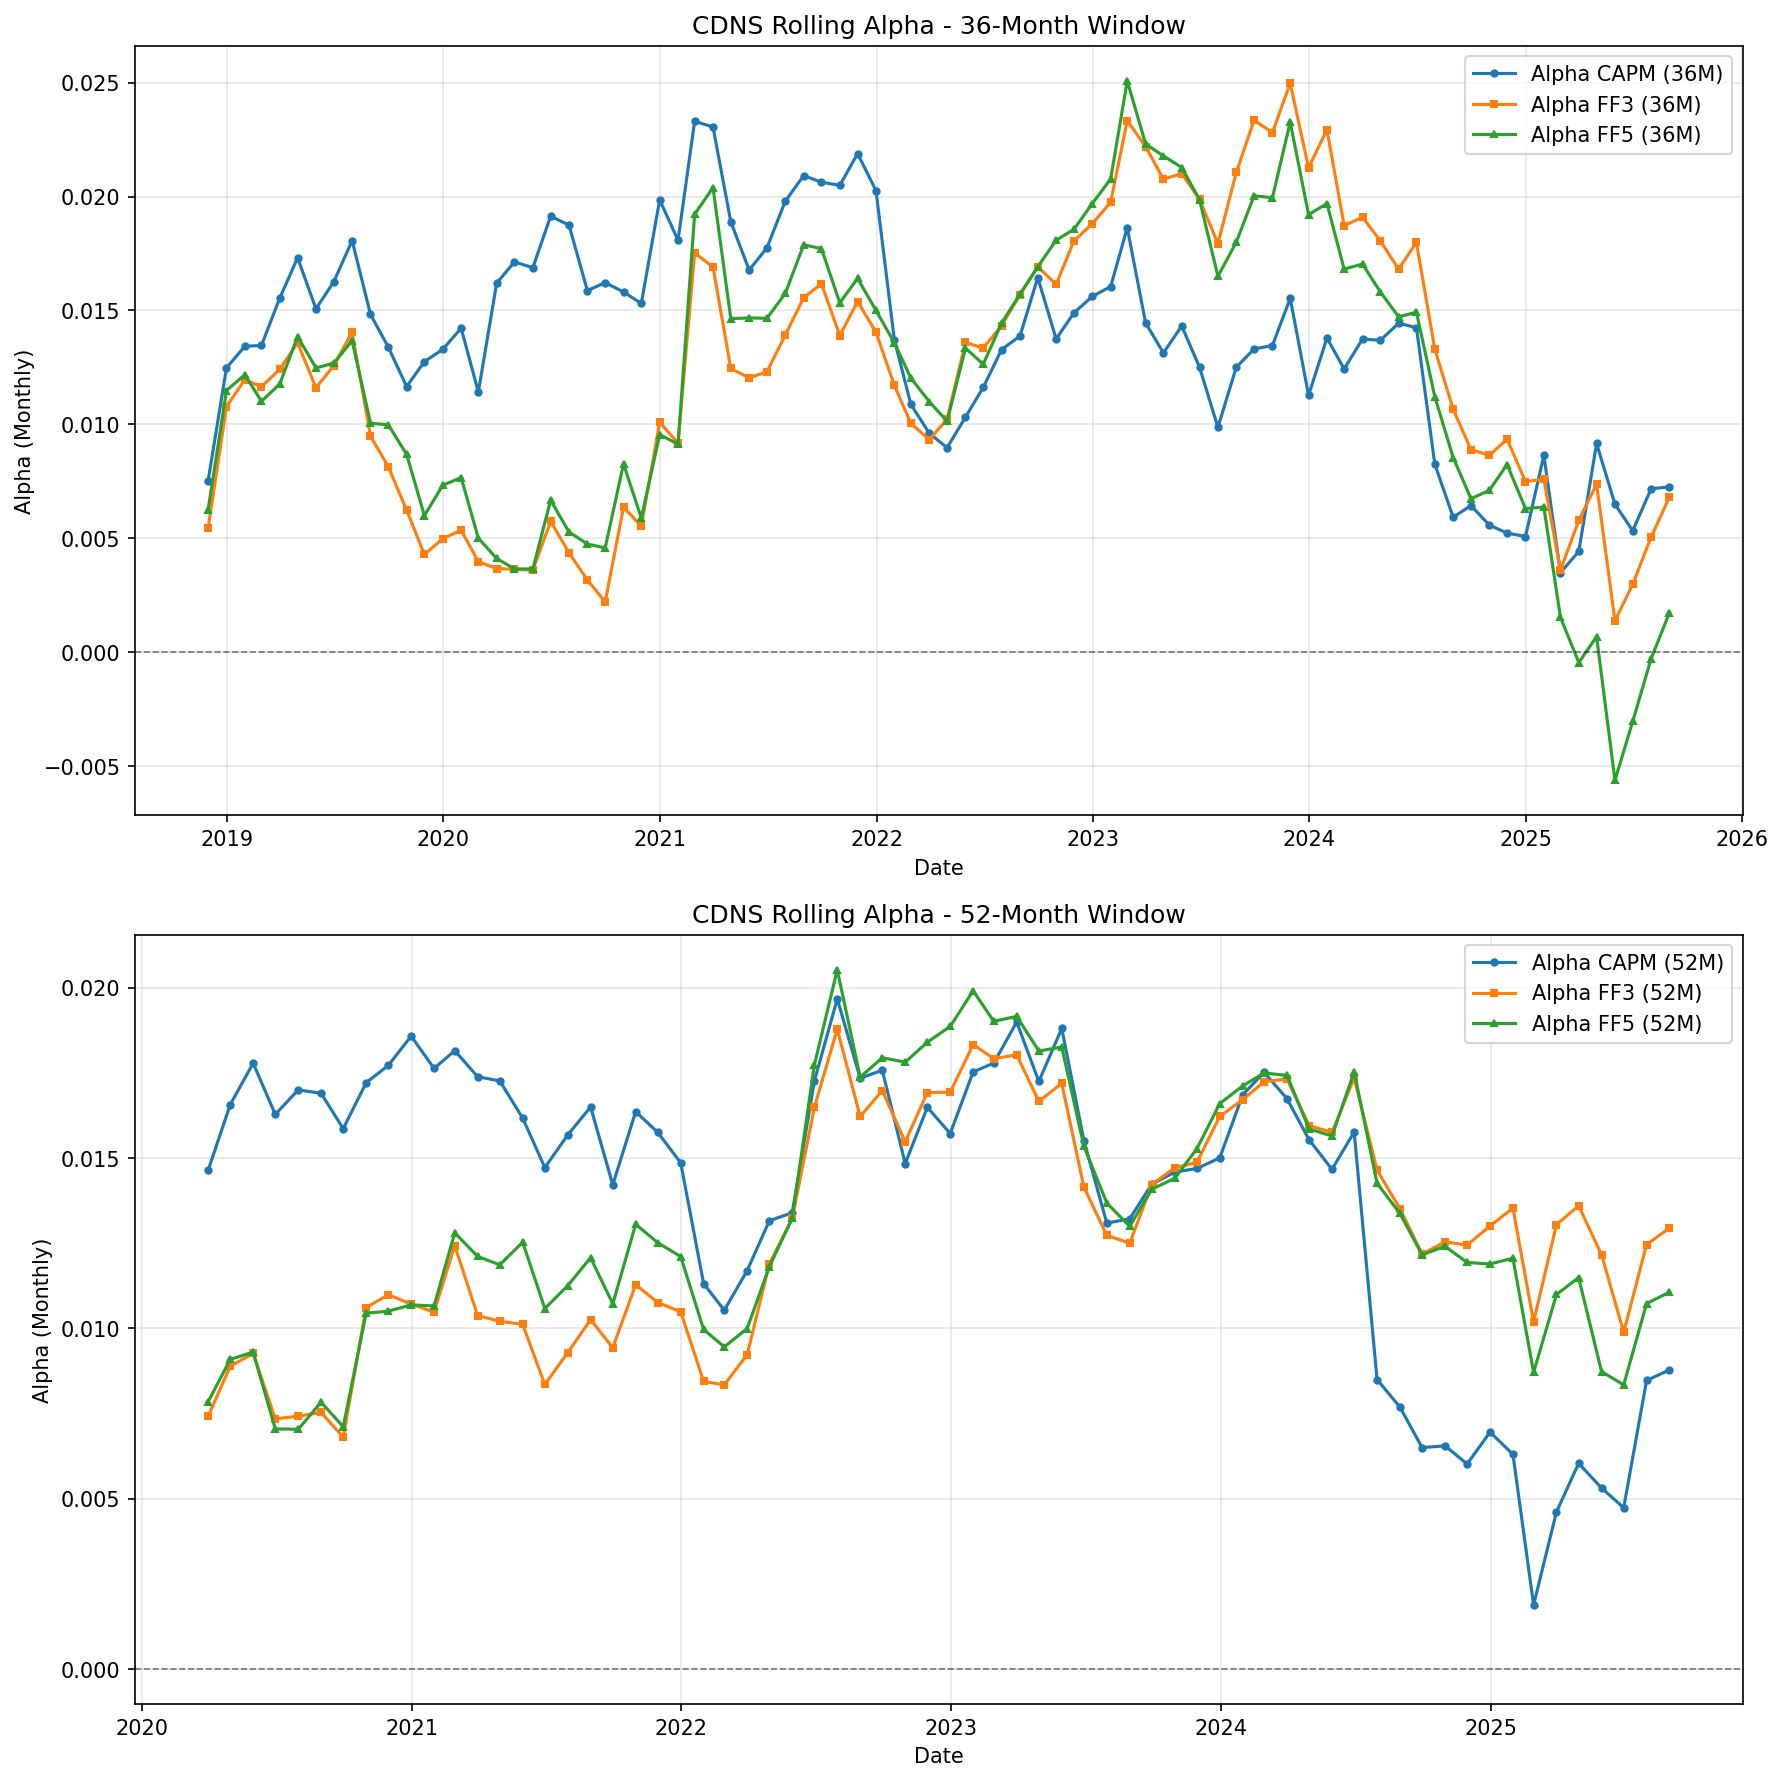 CDNS Rolling Alpha - 36-Month Window
Alpha CAPM (36M)
Alpha FF3 (36M)
Alpha FF5 (36M)
Alpha (Monthly)
0.025
0.020
0.015
0.010
0.005
0.000
−0.005
2019 2020 2021 2022 2023 2024 2025 2026
Date
CDNS Rolling Alpha - 52-Month Window
Alpha CAPM (52M)
Alpha FF3 (52M)
Alpha FF5 (52M)
Alpha (Monthly)
0.020
0.015
0.010
0.005
0.000
2020 2021 2022 2023 2024 2025
Date